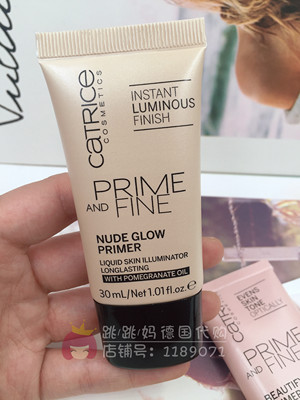 CATRICE
COSMETICS
INSTANT
LUMINOUS
FINISH
PRIME
AND FINE
NUDE GLOW
PRIMER
LIQUID SKIN ILLUMINATOR
LONGLASTING
WITH POMEGRANATE OIL
30 mL/Net 1.01fl.oz.e
跳跳妈德国代购
店铺号：1189071
CATRI
EVENS
SKIN
TONE
OPTICALLY
PRIME
AND FINE